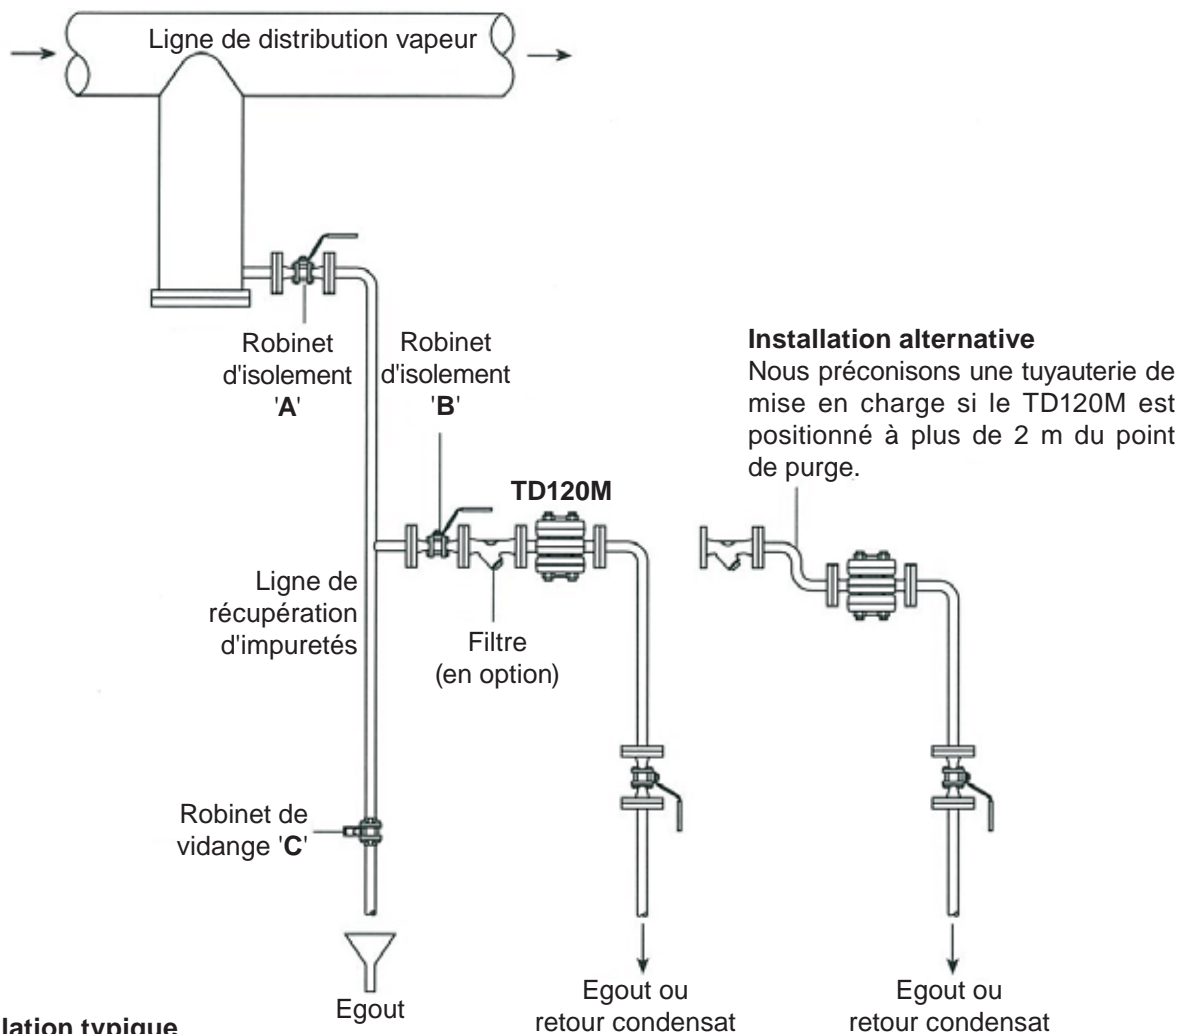 Ligne de distribution vapeur
Robinet
d'isolement
'A'
Robinet
d'isolement
'B'
Installation alternative
Nous préconisons une tuyauterie de
mise en charge si le TD120M est
positionné à plus de 2 m du point
de purge.
TD120M
Ligne de
récupération
d'impuretés
Filtre
(en option)
Robinet de
vidange 'C'
Egout
Egout ou
retour condensat
Egout ou
retour condensat
lation typique